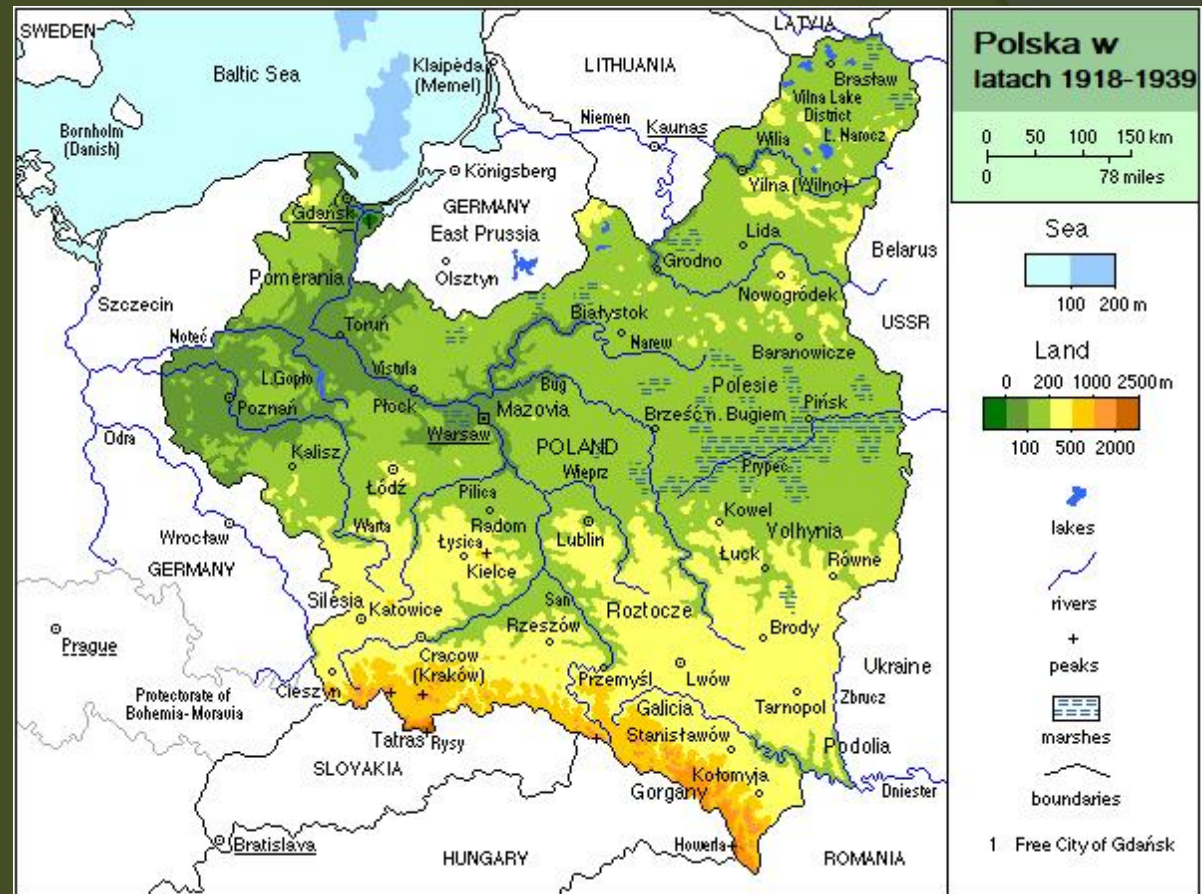 SWEDEN
Baltic Sea
Klaipėda
(Memel)
LITHUANIA
LATVIA
Brasław
Vilna Lake
District
L. Narocz
Bornholm
(Danish)
Niemen
Kaunas
Wilia
Vilna (Wilno)
Königsberg
Gdańsk
GERMANY
East Prussia
Lida
Belarus
Olsztyn
Grodno
Pomerania
Nowogródek
Szczecin
Białystok
USSR
Toruń
Noteć
Narew
Baranowicze
L.Gopło
Vistula
Bug
Polesie
Poznań
Płock
Mazovia
Brześć n. Bugiem
Pińsk
Warsaw
Odra
POLAND
Kalisz
Wieprz
Prypeć
Łódź
Pilica
Kowel
Warta
Radom
Volhynia
Wrocław
Łysica
Lublin
Łuck
Równe
Kielce
GERMANY
Silésia
Katowice
San
Roztocze
Rzeszów
Brody
Prague
Cracow
(Kraków)
Cieszyn
Przemyśl
Lwów
Ukraine
Protectorate of
Bohemia-Moravia
Tarnopol
Zbrucz
Galicia
Stanisławów
Tatras
Rysy
Podolia
SLOVAKIA
Kołomyja
Gorgany
Dniester
Bratislava
HUNGARY
Howerla
ROMANIA
Polska w
latach 1918-1939
0 50 100 150 km
0 78 miles
Sea
100 200 m
Land
0 200 1000 2500 m
100 500 2000
lakes
rivers
peaks
marshes
boundaries
1 Free City of Gdańsk